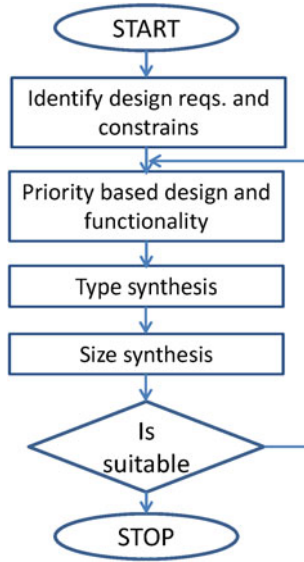 START
Identify design reqs. and
constrains
Priority based design and
functionality
Type synthesis
Size synthesis
Is
suitable
STOP